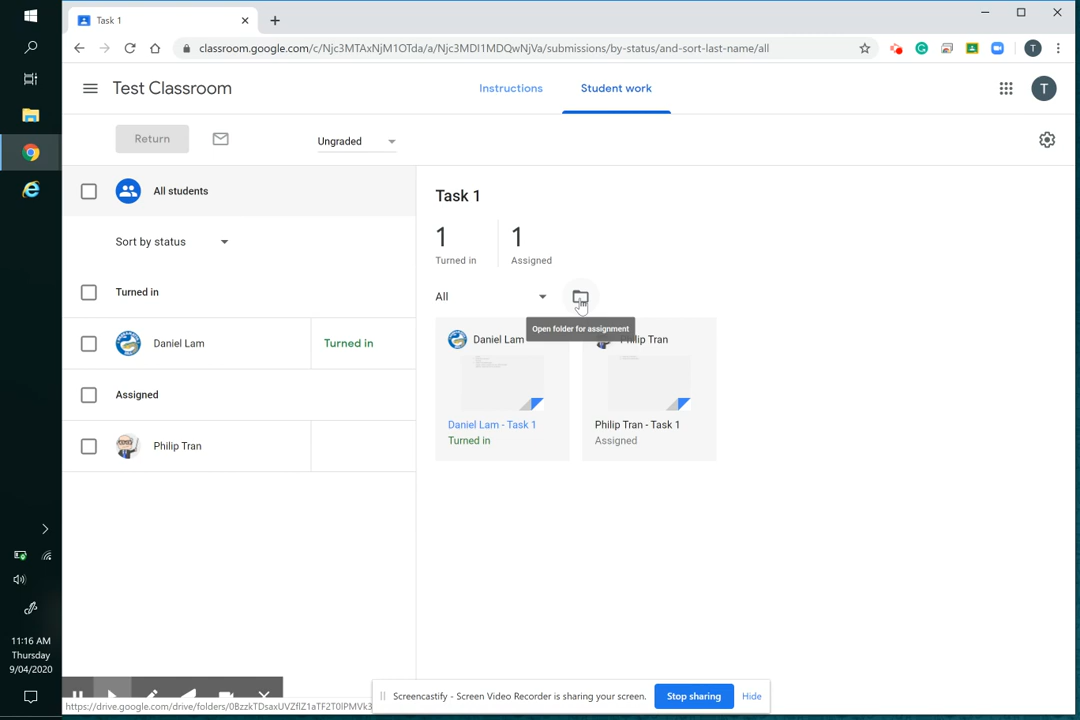 Task 1
classroom.google.com/c/Njc3MTAxNjM1OTda/a/Njc3MDI1MDQwNjVa/submissions/by-status/and-sort-last-name/all
T
Test Classroom
Instructions
Student work
T
Return
Ungraded
All students
Task 1
1
1
Turned in
Assigned
Sort by status
All
Turned in
Open folder for assignment
Daniel Lam
Turned in
Daniel Lam
Philip Tran
Assigned
Daniel Lam - Task 1
Turned in
Philip Tran - Task 1
Assigned
Philip Tran
11:16 AM
Thursday
9/04/2020
Screencastify - Screen Video Recorder is sharing your screen.
Stop sharing
Hide